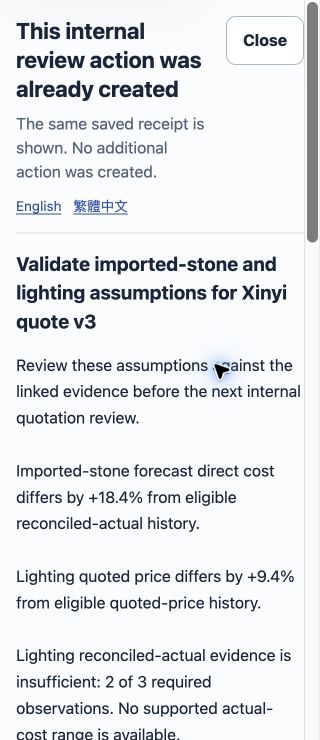 This internal
review action was
already created
Close
The same saved receipt is
shown. No additional
action was created.
English 繁體中文
Validate imported-stone and
lighting assumptions for Xinyi
quote v3
Review these assumptions against the
linked evidence before the next internal
quotation review.
Imported-stone forecast direct cost
differs by +18.4% from eligible
reconciled-actual history.
Lighting quoted price differs by +9.4%
from eligible quoted-price history.
Lighting reconciled-actual evidence is
insufficient: 2 of 3 required
observations. No supported actual-
cost range is available.